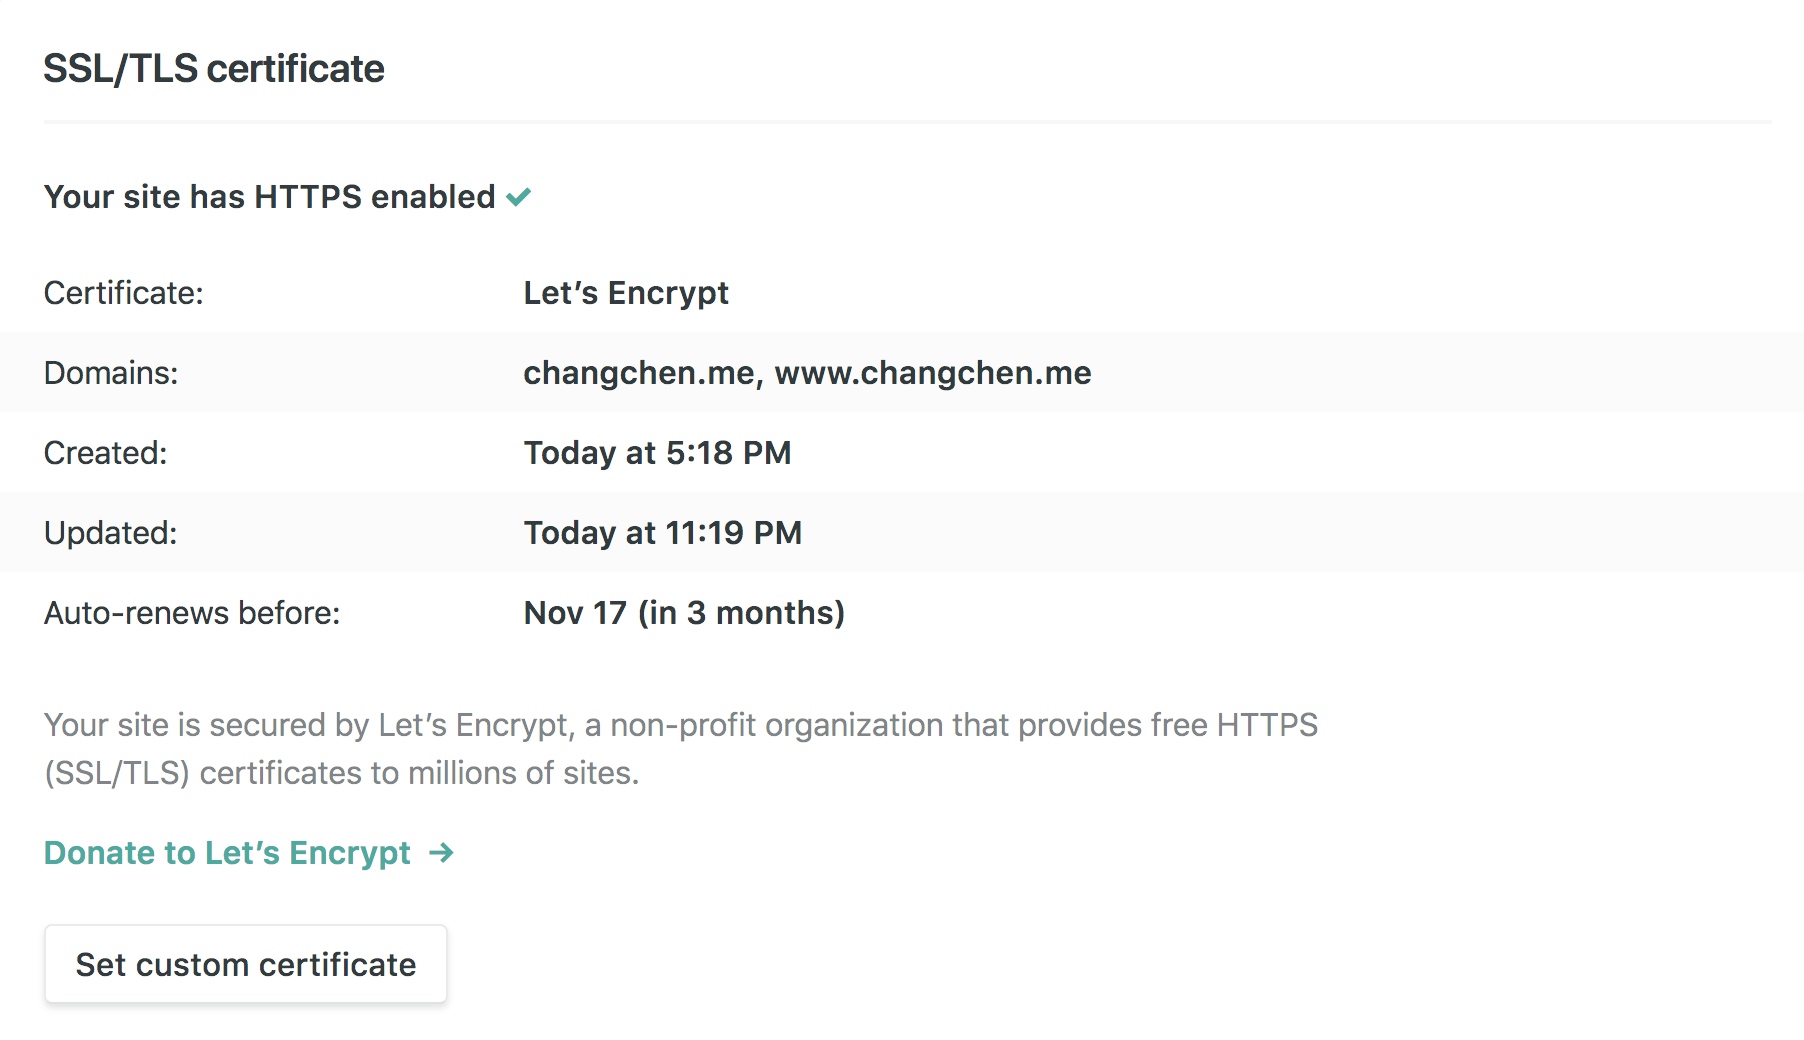 SSL/TLS certificate
Your site has HTTPS enabled
Certificate: Let’s Encrypt
Domains: changchen.me, www.changchen.me
Created: Today at 5:18 PM
Updated: Today at 11:19 PM
Auto-renews before: Nov 17 (in 3 months)
Your site is secured by Let’s Encrypt, a non-profit organization that provides free HTTPS
(SSL/TLS) certificates to millions of sites.
Donate to Let’s Encrypt →
Set custom certificate